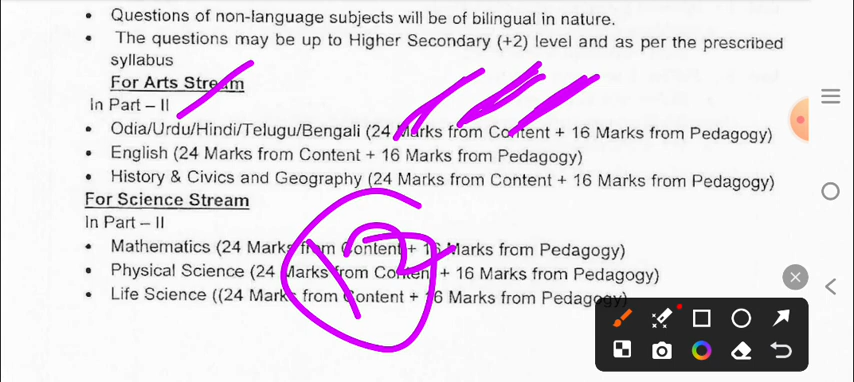 • Questions of non-language subjects will be of bilingual in nature.
• The questions may be up to Higher Secondary (+2) level and as per the prescribed
syllabus
For Arts Stream
In Part – II
• Odia/Urdu/Hindi/Telugu/Bengali (24 Marks from Content + 16 Marks from Pedagogy)
• English (24 Marks from Content + 16 Marks from Pedagogy)
• History & Civics and Geography (24 Marks from Content + 16 Marks from Pedagogy)
For Science Stream
In Part – II
• Mathematics (24 Marks from Content + 16 Marks from Pedagogy)
• Physical Science (24 Marks from Content + 16 Marks from Pedagogy)
• Life Science ((24 Marks from Content + 16 Marks from Pedagogy)
12